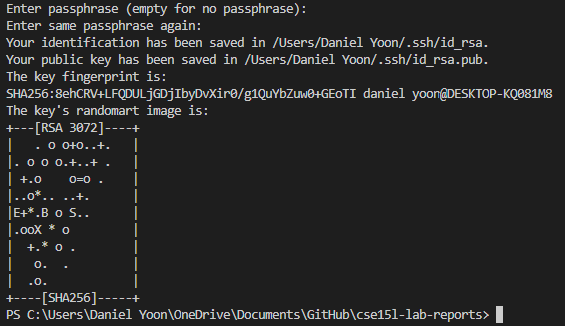 Enter passphrase (empty for no passphrase):
Enter same passphrase again:
Your identification has been saved in /Users/Daniel Yoon/.ssh/id_rsa.
Your public key has been saved in /Users/Daniel Yoon/.ssh/id_rsa.pub.
The key fingerprint is:
SHA256:8ehCRV+LFQDULjGDjIbyDvXir0/g1QuYbZuw0+GEoTI daniel yoon@DESKTOP-KQ081M8
The key's randomart image is:
+---[RSA 3072]----+
|   . o o+o..+.   |
|. o o o.+..+ .   |
| +.o    o=o .    |
|..o*.. ..+.      |
|E+*.B o S..      |
|.ooX * o         |
|  +.* o .        |
|   o.  .         |
|  .o.            |
+----[SHA256]-----+
PS C:\Users\Daniel Yoon\OneDrive\Documents\GitHub\cse15l-lab-reports>